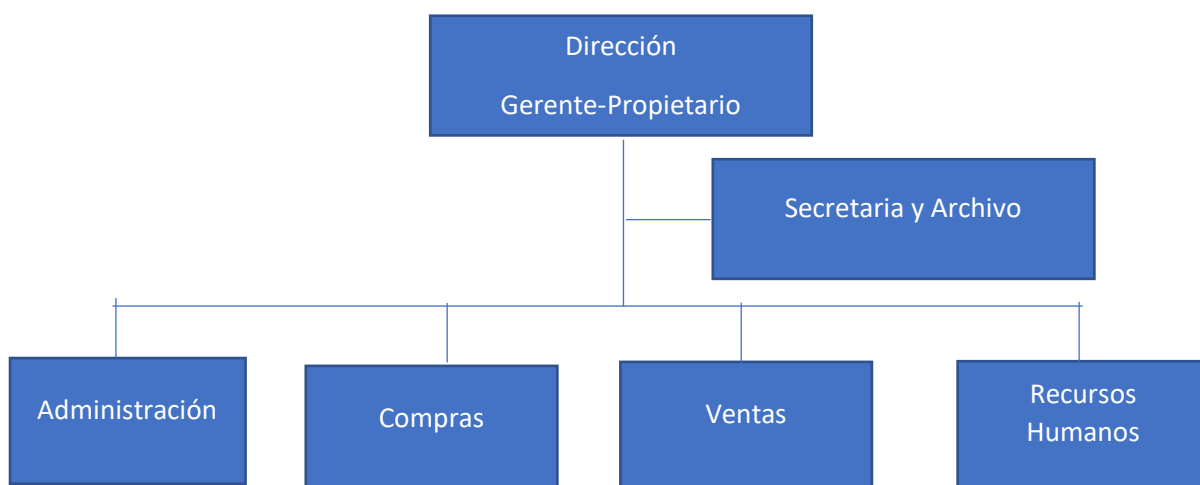 Dirección
Gerente-Propietario
Secretaria y Archivo
Administración
Compras
Ventas
Recursos
Humanos